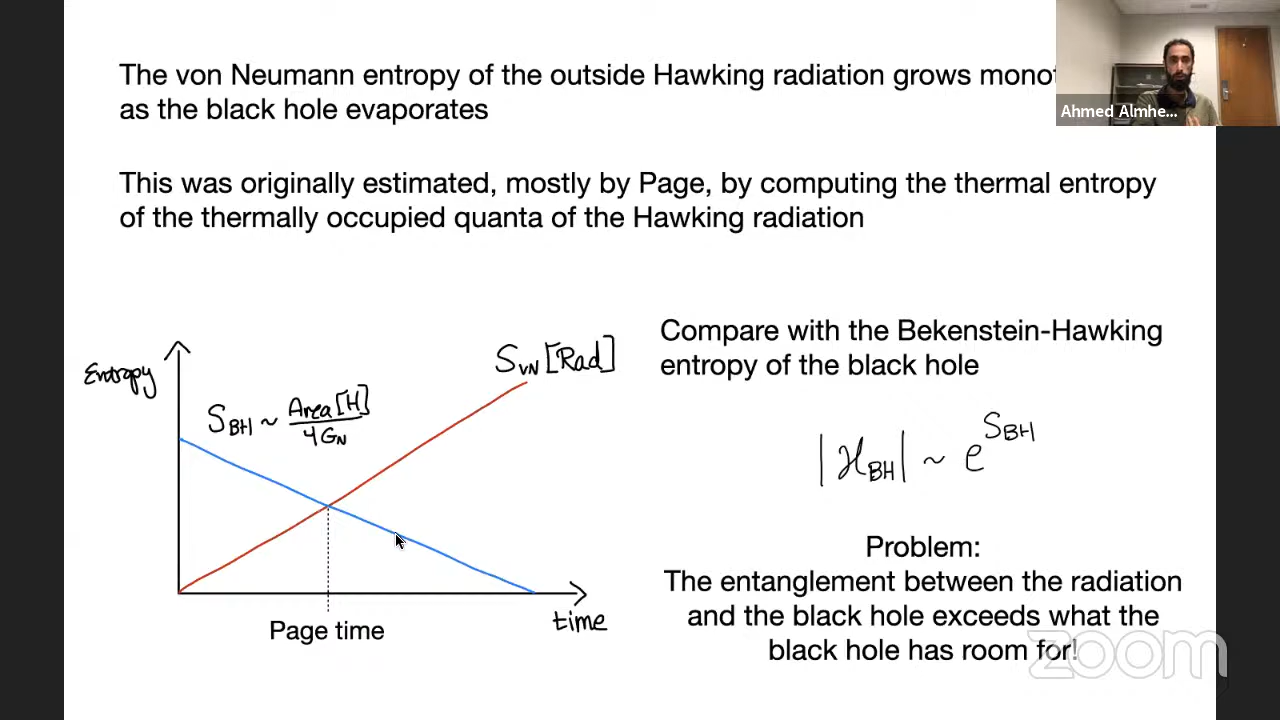 The von Neumann entropy of the outside Hawking radiation grows
as the black hole evaporates
Ahmed Almhe...
This was originally estimated, mostly by Page, by computing the thermal entropy
of the thermally occupied quanta of the Hawking radiation
Entropy
S_BH ~ Area[H]/4G_N
S_VN[Rad]
Page time
time
Compare with the Bekenstein-Hawking
entropy of the black hole
|ℋ_BH| ~ e^{S_BH}
Problem:
The entanglement between the radiation
and the black hole exceeds what the
black hole has room for!
zoom